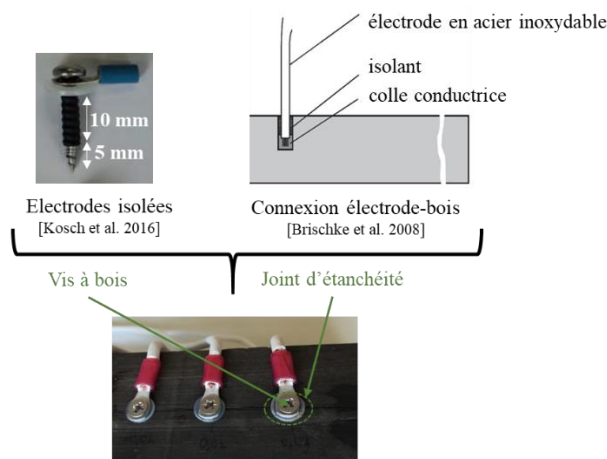 électrode en acier inoxydable
isolant
colle conductrice
10 mm
5 mm
Electrodes isolées
[Kosch et al. 2016]
Connexion électrode-bois
[Brischke et al. 2008]
Vis à bois
Joint d'étanchéité